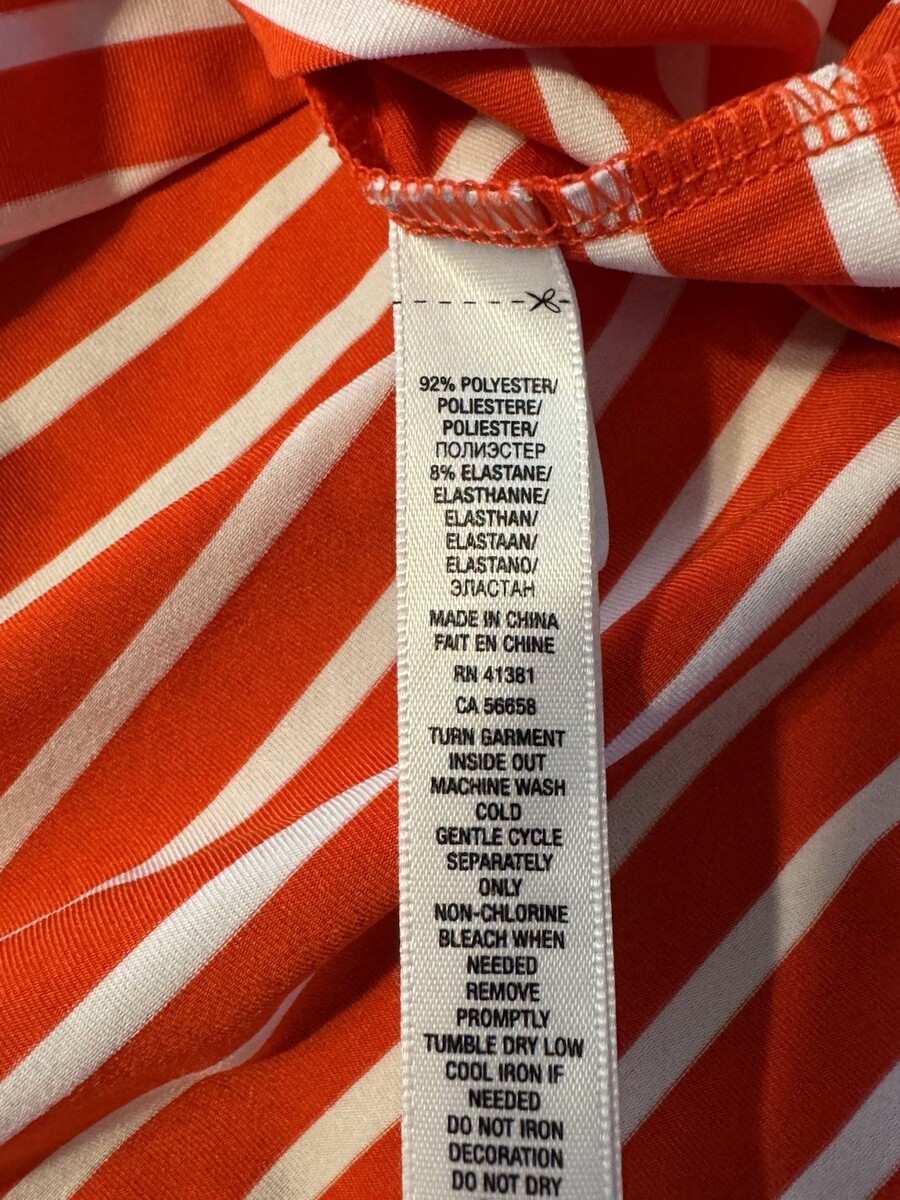 92% POLYESTER/
POLIESTERE/
POLIESTER/
ПОЛИЭСТЕР
8% ELASTANE/
ELASTHANNE/
ELASTHAN/
ELASTAAN/
ELASTANO/
ЭЛАСТАН
MADE IN CHINA
FAIT EN CHINE
RN 41381
CA 56658
TURN GARMENT
INSIDE OUT
MACHINE WASH
COLD
GENTLE CYCLE
SEPARATELY
ONLY
NON-CHLORINE
BLEACH WHEN
NEEDED
REMOVE
PROMPTLY
TUMBLE DRY LOW
COOL IRON IF
NEEDED
DO NOT IRON
DECORATION
DO NOT DRY